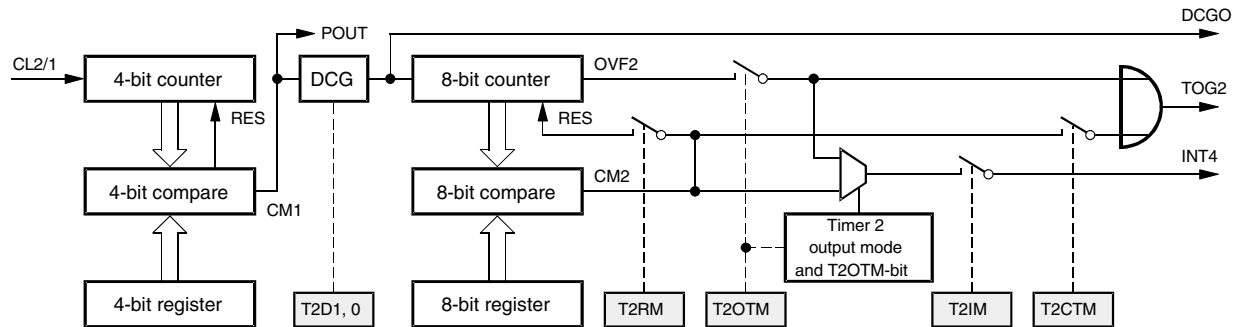 DCGO
POUT
CL2/1
4-bit counter
DCG
8-bit counter
OVF2
TOG2
RES
RES
INT4
4-bit compare
CM1
8-bit compare
CM2
Timer 2
output mode
and T2OTM-bit
4-bit register
T2D1, 0
8-bit register
T2RM
T2OTM
T2IM
T2CTM